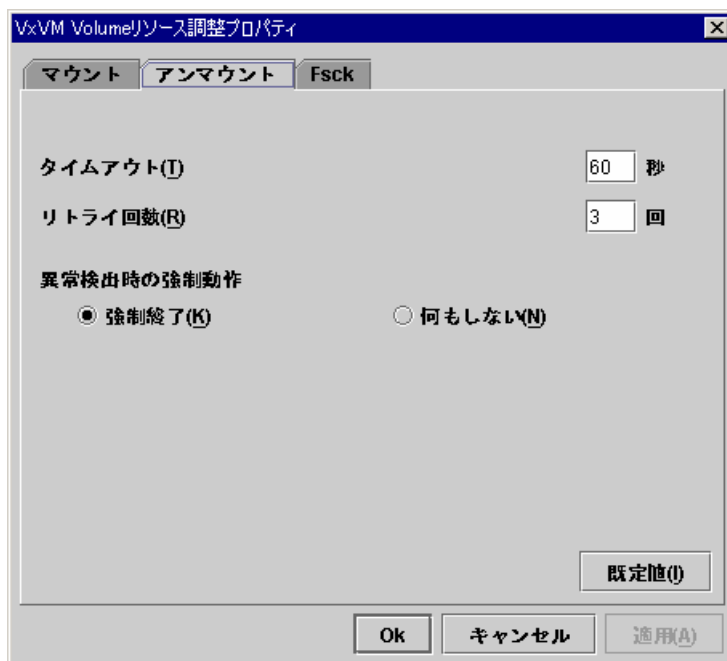 VxVM Volumeリソース調整プロパティ
マウント アンマウント Fsck
タイムアウト(T) 60 秒
リトライ回数(R) 3 回
異常検出時の強制動作
強制終了(K) 何もしない(N)
既定値(I)
Ok キャンセル 適用(A)